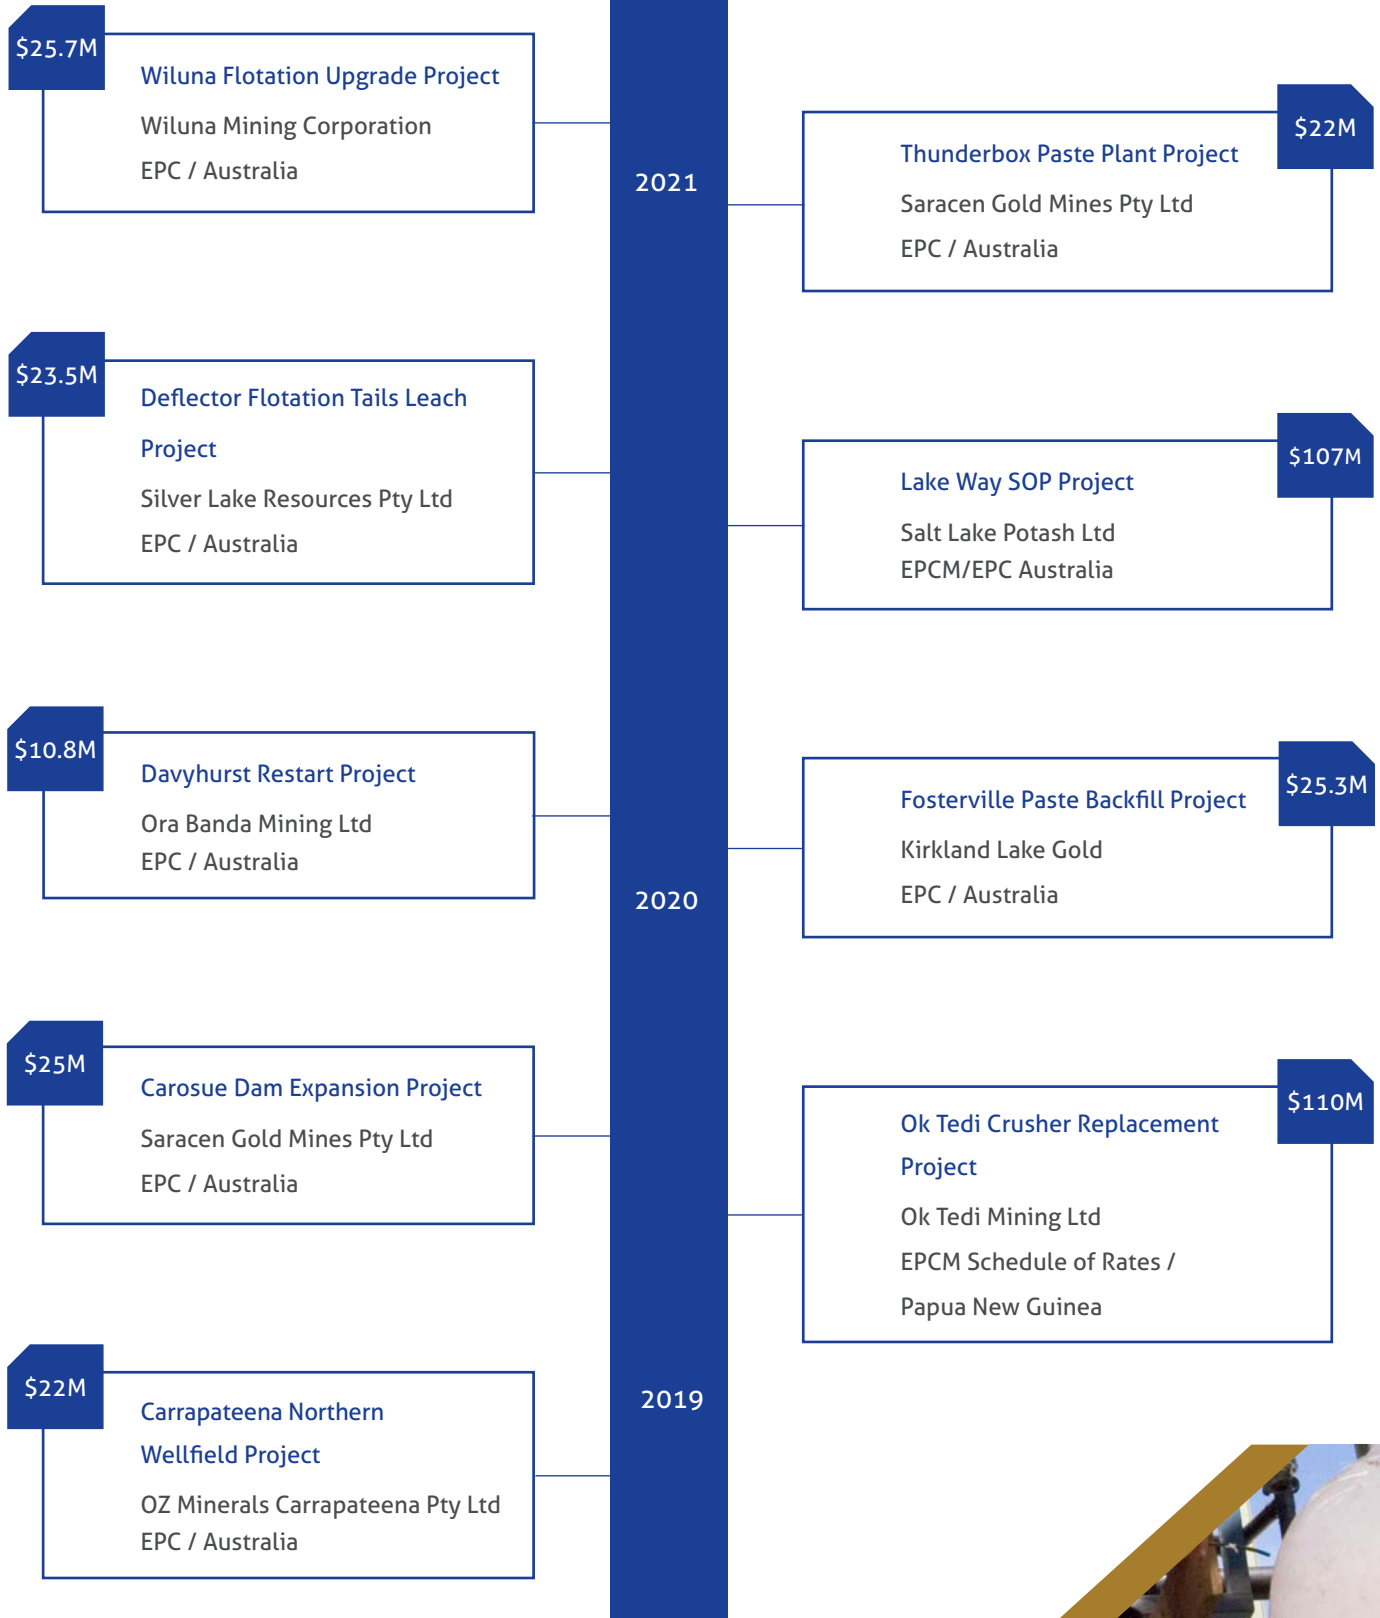 $25.7M
Wiluna Flotation Upgrade Project
Wiluna Mining Corporation
EPC / Australia
2021
$22M
Thunderbox Paste Plant Project
Saracen Gold Mines Pty Ltd
EPC / Australia
$23.5M
Deflector Flotation Tails Leach
Project
Silver Lake Resources Pty Ltd
EPC / Australia
$107M
Lake Way SOP Project
Salt Lake Potash Ltd
EPCM/EPC Australia
$10.8M
Davyhurst Restart Project
Ora Banda Mining Ltd
EPC / Australia
$25.3M
Fosterville Paste Backfill Project
Kirkland Lake Gold
EPC / Australia
2020
$25M
Carosue Dam Expansion Project
Saracen Gold Mines Pty Ltd
EPC / Australia
$110M
Ok Tedi Crusher Replacement
Project
Ok Tedi Mining Ltd
EPCM Schedule of Rates /
Papua New Guinea
2019
$22M
Carrapateena Northern
Wellfield Project
OZ Minerals Carrapateena Pty Ltd
EPC / Australia